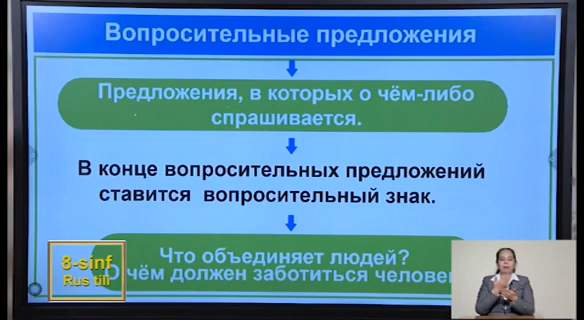 Вопросительные предложения
Предложения, в которых о чём-либо
спрашивается.
В конце вопросительных предложений
ставится вопросительный знак.
Что объединяет людей?
чём должен заботиться
8-sinf
Rus tili